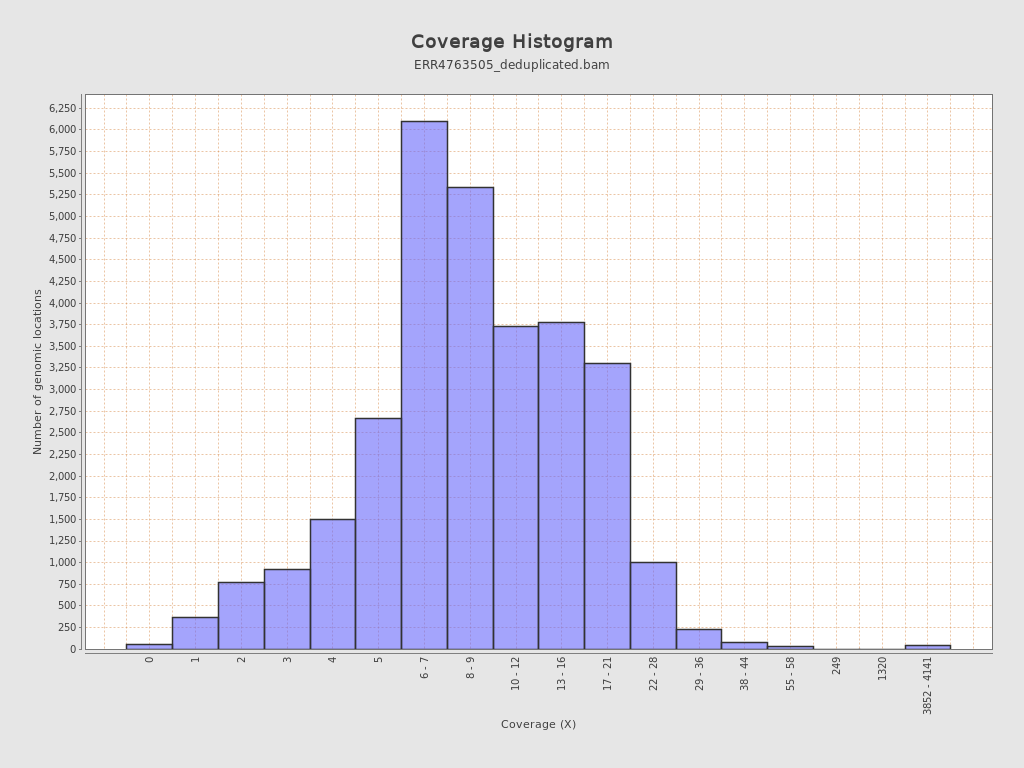 Coverage Histogram
ERR4763505_deduplicated.bam
Number of genomic locations
6,250
6,000
5,750
5,500
5,250
5,000
4,750
4,500
4,250
4,000
3,750
3,500
3,250
3,000
2,750
2,500
2,250
2,000
1,750
1,500
1,250
1,000
750
500
250
0
0
1
2
3
4
5
6 - 7
8 - 9
10 - 12
13 - 16
17 - 21
22 - 28
29 - 36
38 - 44
55 - 58
249
1320
3852 - 4141
Coverage (X)